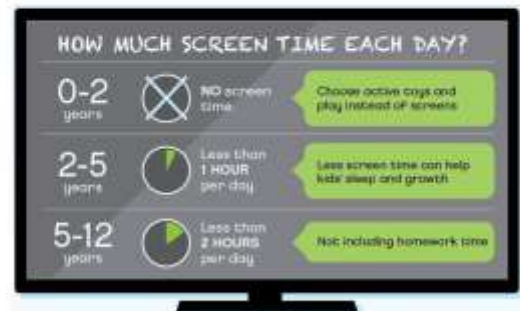 HOW MUCH SCREEN TIME EACH DAY?
0-2
years
NO screen
time
Choose active toys and
play instead of screens
2-5
years
Less than
1 HOUR
per day
Less screen time can help
kids' sleep and growth
5-12
years
Less than
2 HOURS
per day
Not including homework time